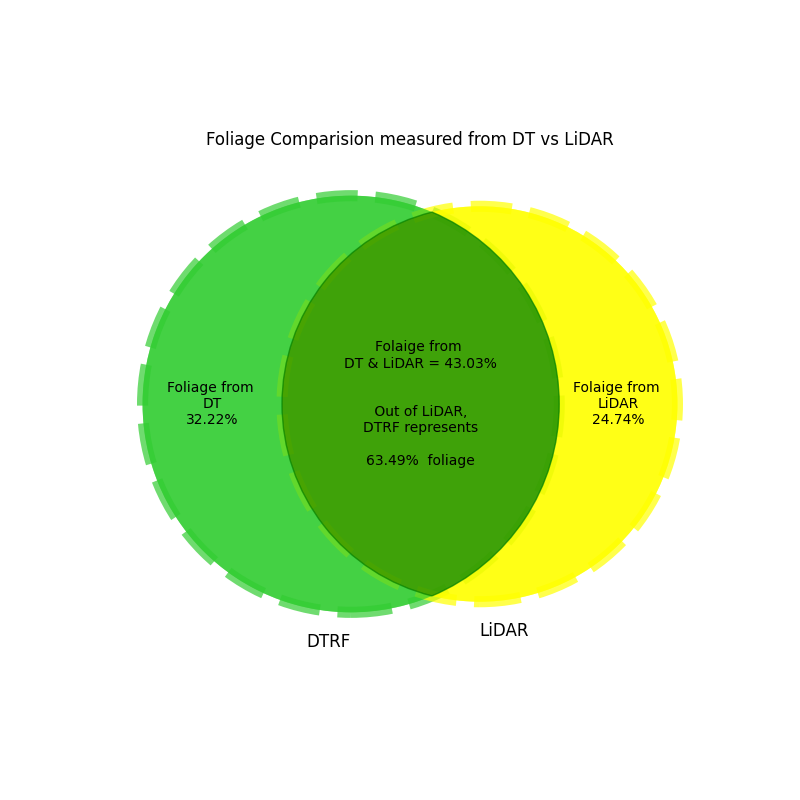 Foliage Comparision measured from DT vs LiDAR
Foliage from
DT
32.22%
Folaige from
DT & LiDAR = 43.03%
Out of LiDAR,
DTRF represents
63.49%  foliage
Folaige from
LiDAR
24.74%
DTRF
LiDAR